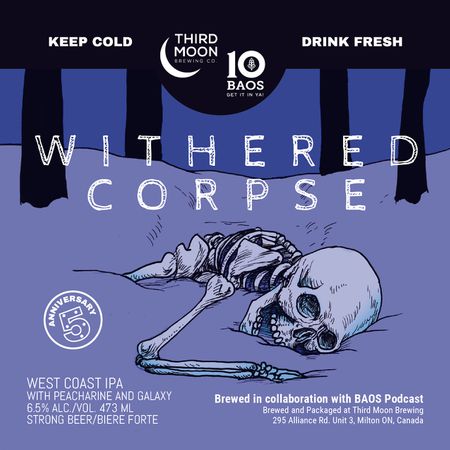 KEEP COLD
THIRD
MOON
BREWING CO.
10
BAOS
GET IT IN YA!
DRINK FRESH
WITHERED
CORPSE
ANNIVERSARY
5
WEST COAST IPA
WITH PEACHARINE AND GALAXY
6.5% ALC./VOL. 473 ML
STRONG BEER/BIERE FORTE
Brewed in collaboration with BAOS Podcast
Brewed and Packaged at Third Moon Brewing
295 Alliance Rd. Unit 3, Milton ON, Canada